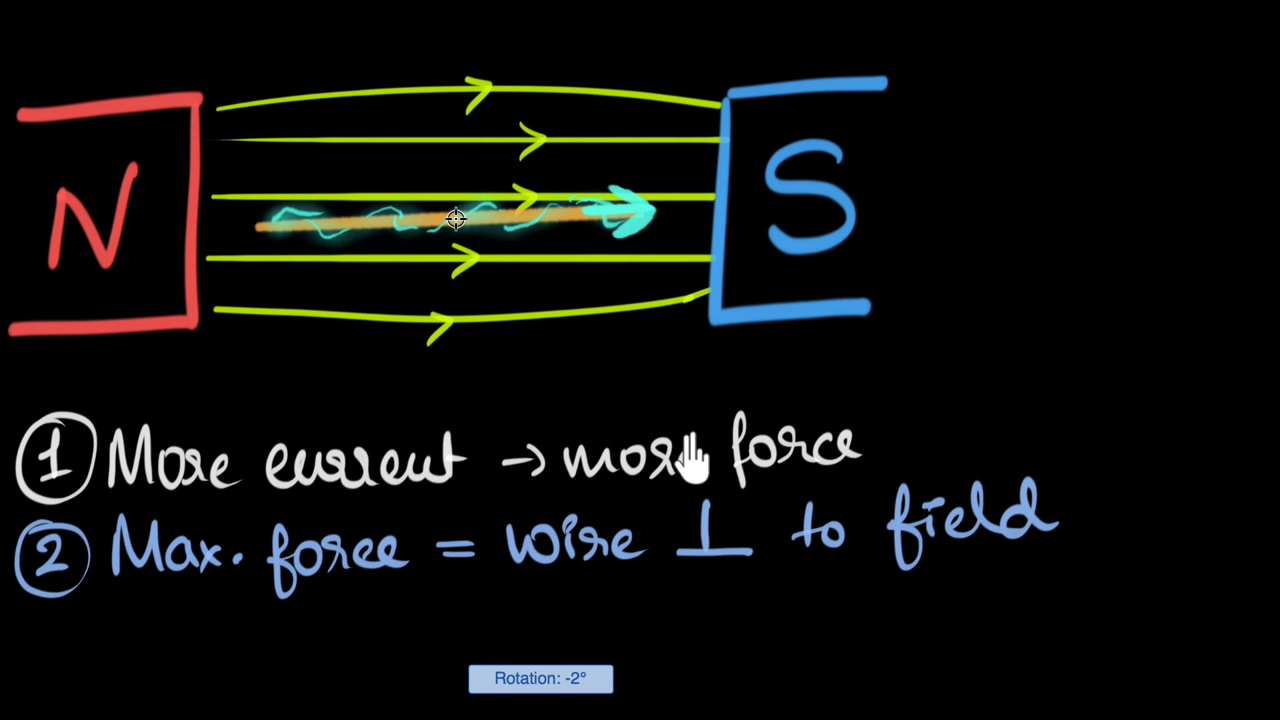 N S
1 More current → more force
2 Max. force = wire ⊥ to field
Rotation: -2°